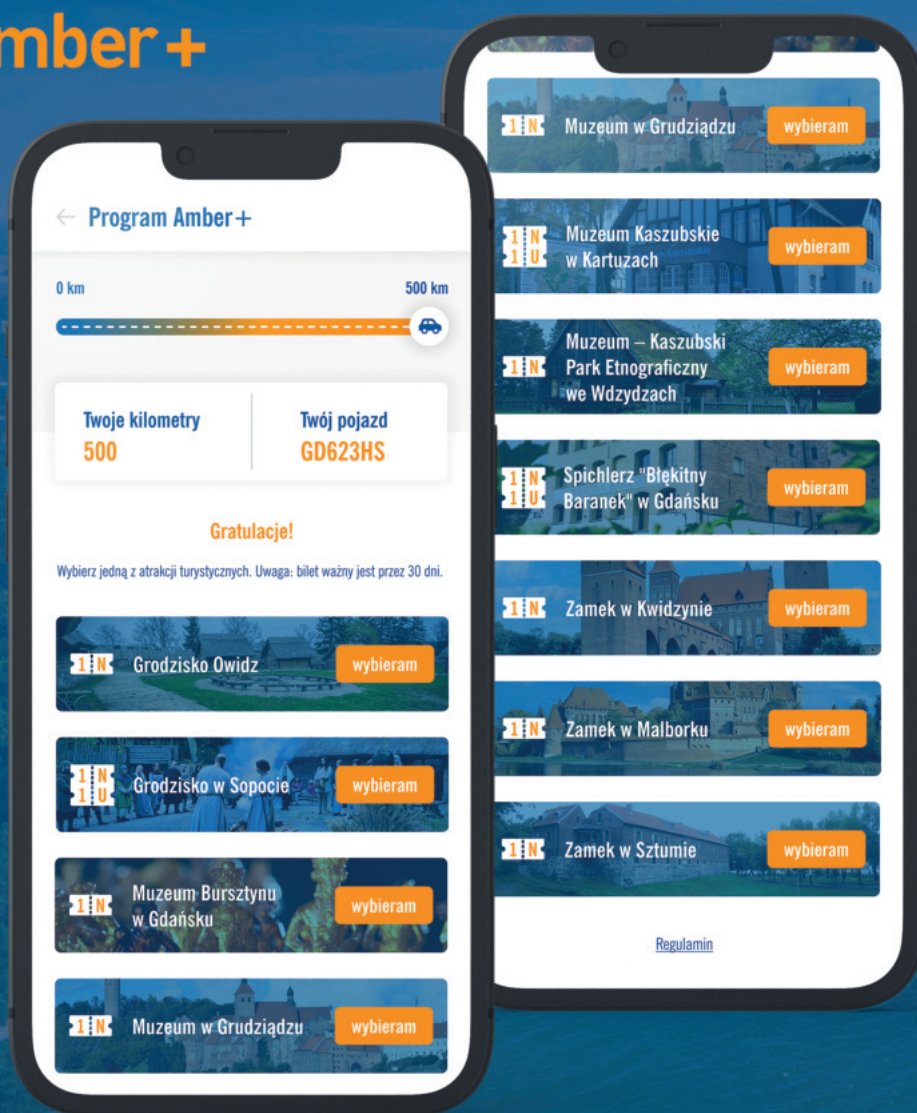 mber+
← Program Amber+
0 km 500 km
Twoje kilometry Twój pojazd
500 GD623HS
Gratulacje!
Wybierz jedną z atrakcji turystycznych. Uwaga: bilet ważny jest przez 30 dni.
1 N Grodzisko Owidz wybieram
1 N
1 U
Grodzisko w Sopocie wybieram
1 N
Muzeum Bursztynu
w Gdańsku
wybieram
1 N Muzeum w Grudziądzu wybieram
1 N Muzeum w Grudziądzu wybieram
1 N
1 U
Muzeum Kaszubskie
w Kartuzach
wybieram
1 N
Muzeum – Kaszubski
Park Etnograficzny
we Wdzydzach
wybieram
1 N
1 U
Spichlerz "Błękitny
Baranek" w Gdańsku
wybieram
1 N Zamek w Kwidzynie wybieram
1 N Zamek w Malborku wybieram
1 N Zamek w Sztumie wybieram
Regulamin